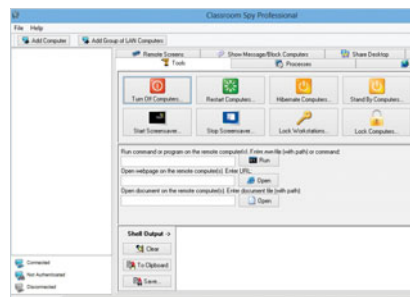 Classroom Spy Professional
File Help
Add Computer Add Group of LAN Computers
Remote Screens Show Message/Block Computers Share Desktop
Tools Processes
Turn Off Computers... Restart Computers... Hibernate Computers... Stand By Computers...
Start Screensaver... Stop Screensaver... Lock Workstations... Lock Computers...
Run command or program on the remote computer(s). Enter exe-file (with path) or command:
Run
Open webpage on the remote computer(s). Enter URL:
Open
Open document on the remote computer(s). Enter document file (with path):
Open
Shell Output ->
Clear
To Clipboard
Save...
Connected
Not Authenticated
Disconnected